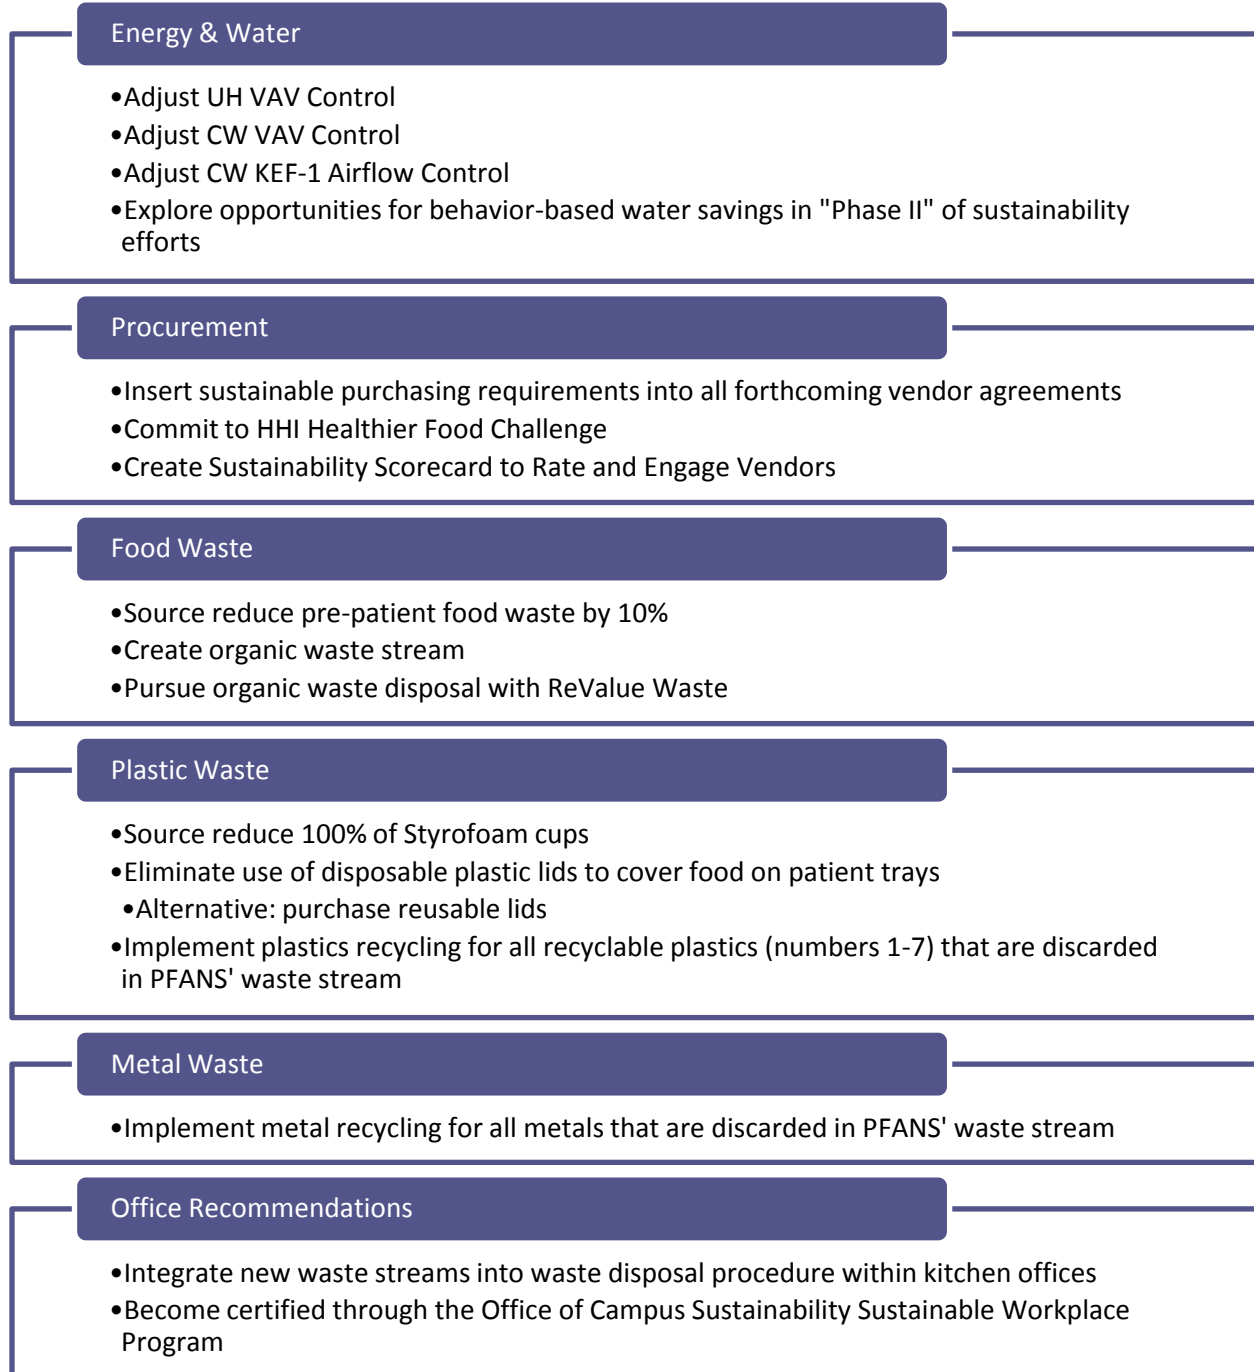 Energy & Water
•Adjust UH VAV Control
•Adjust CW VAV Control
•Adjust CW KEF-1 Airflow Control
•Explore opportunities for behavior-based water savings in "Phase II" of sustainability
efforts
Procurement
•Insert sustainable purchasing requirements into all forthcoming vendor agreements
•Commit to HHI Healthier Food Challenge
•Create Sustainability Scorecard to Rate and Engage Vendors
Food Waste
•Source reduce pre-patient food waste by 10%
•Create organic waste stream
•Pursue organic waste disposal with ReValue Waste
Plastic Waste
•Source reduce 100% of Styrofoam cups
•Eliminate use of disposable plastic lids to cover food on patient trays
•Alternative: purchase reusable lids
•Implement plastics recycling for all recyclable plastics (numbers 1-7) that are discarded
in PFANS' waste stream
Metal Waste
•Implement metal recycling for all metals that are discarded in PFANS' waste stream
Office Recommendations
•Integrate new waste streams into waste disposal procedure within kitchen offices
•Become certified through the Office of Campus Sustainability Sustainable Workplace
Program